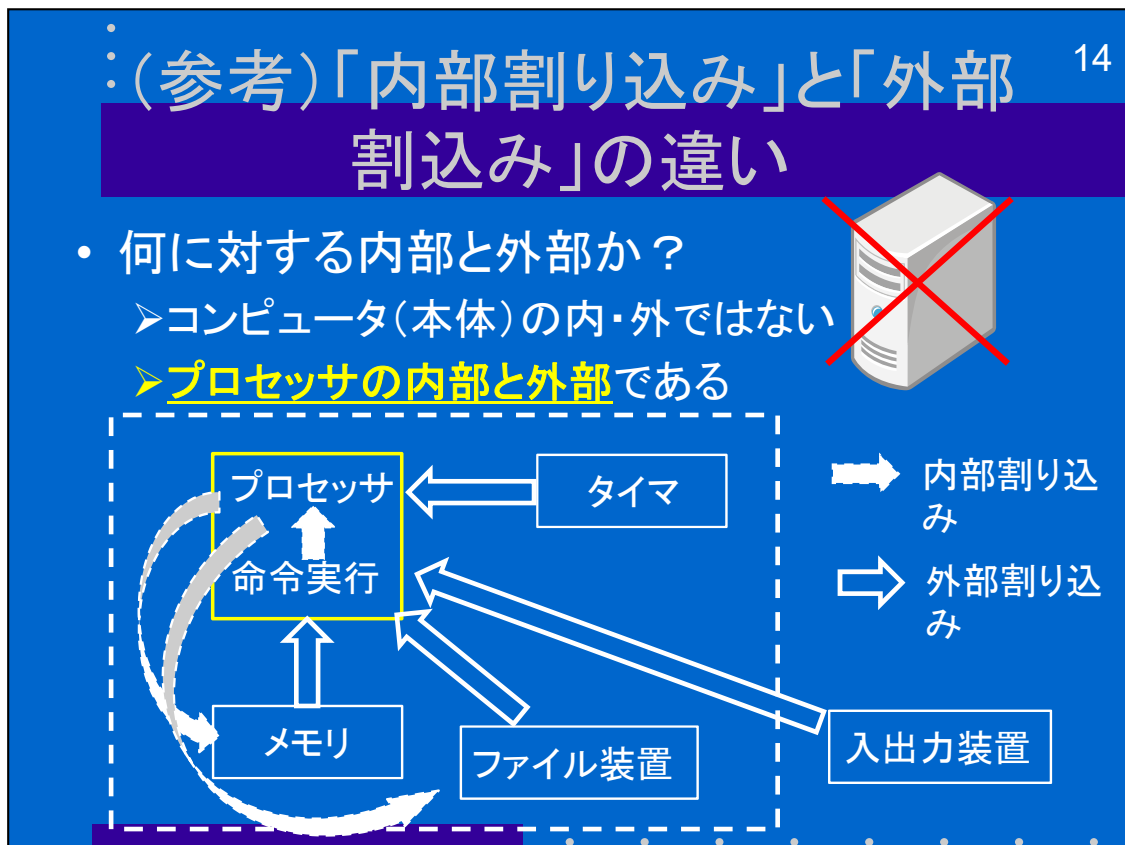 14
(参考)「内部割り込み」と「外部
割込み」の違い
• 何に対する内部と外部か？
➢コンピュータ(本体)の内・外ではない
➢プロセッサの内部と外部である
プロセッサ
タイマ
命令実行
メモリ
ファイル装置
入出力装置
内部割り込
み
外部割り込
み